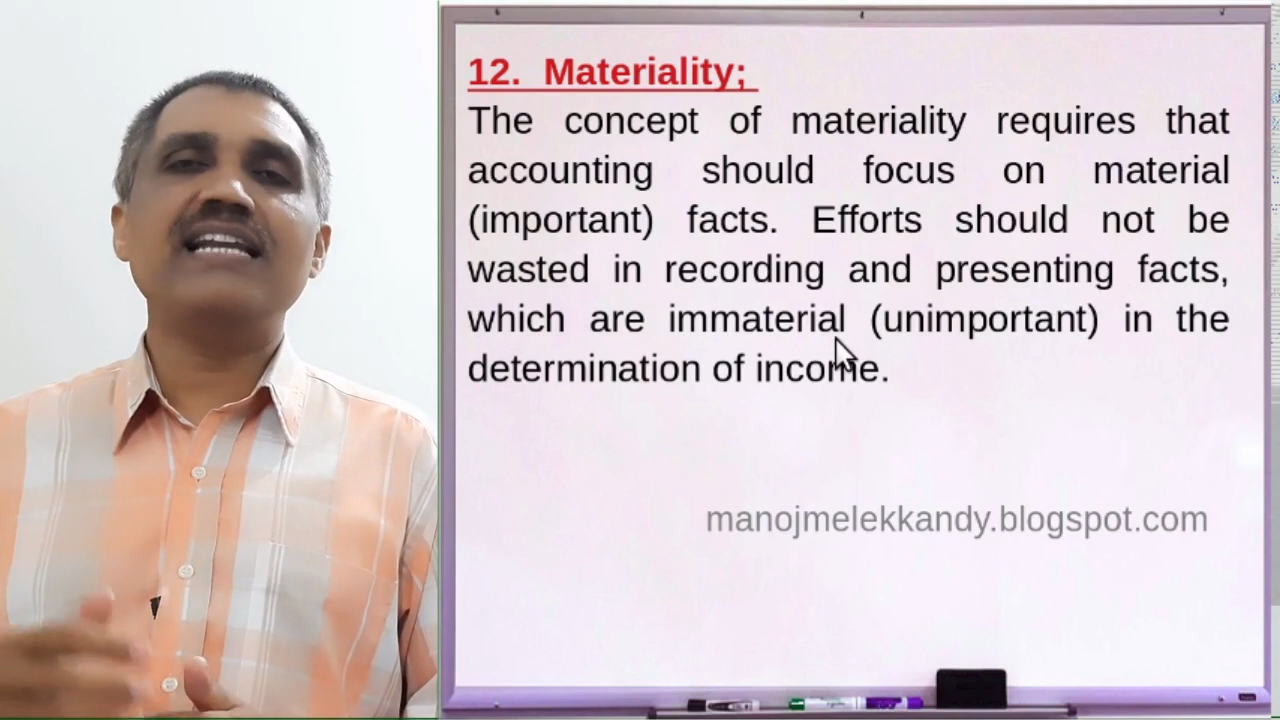 12. Materiality;
The concept of materiality requires that
accounting should focus on material
(important) facts. Efforts should not be
wasted in recording and presenting facts,
which are immaterial (unimportant) in the
determination of income.
manojmelekkandy.blogspot.com